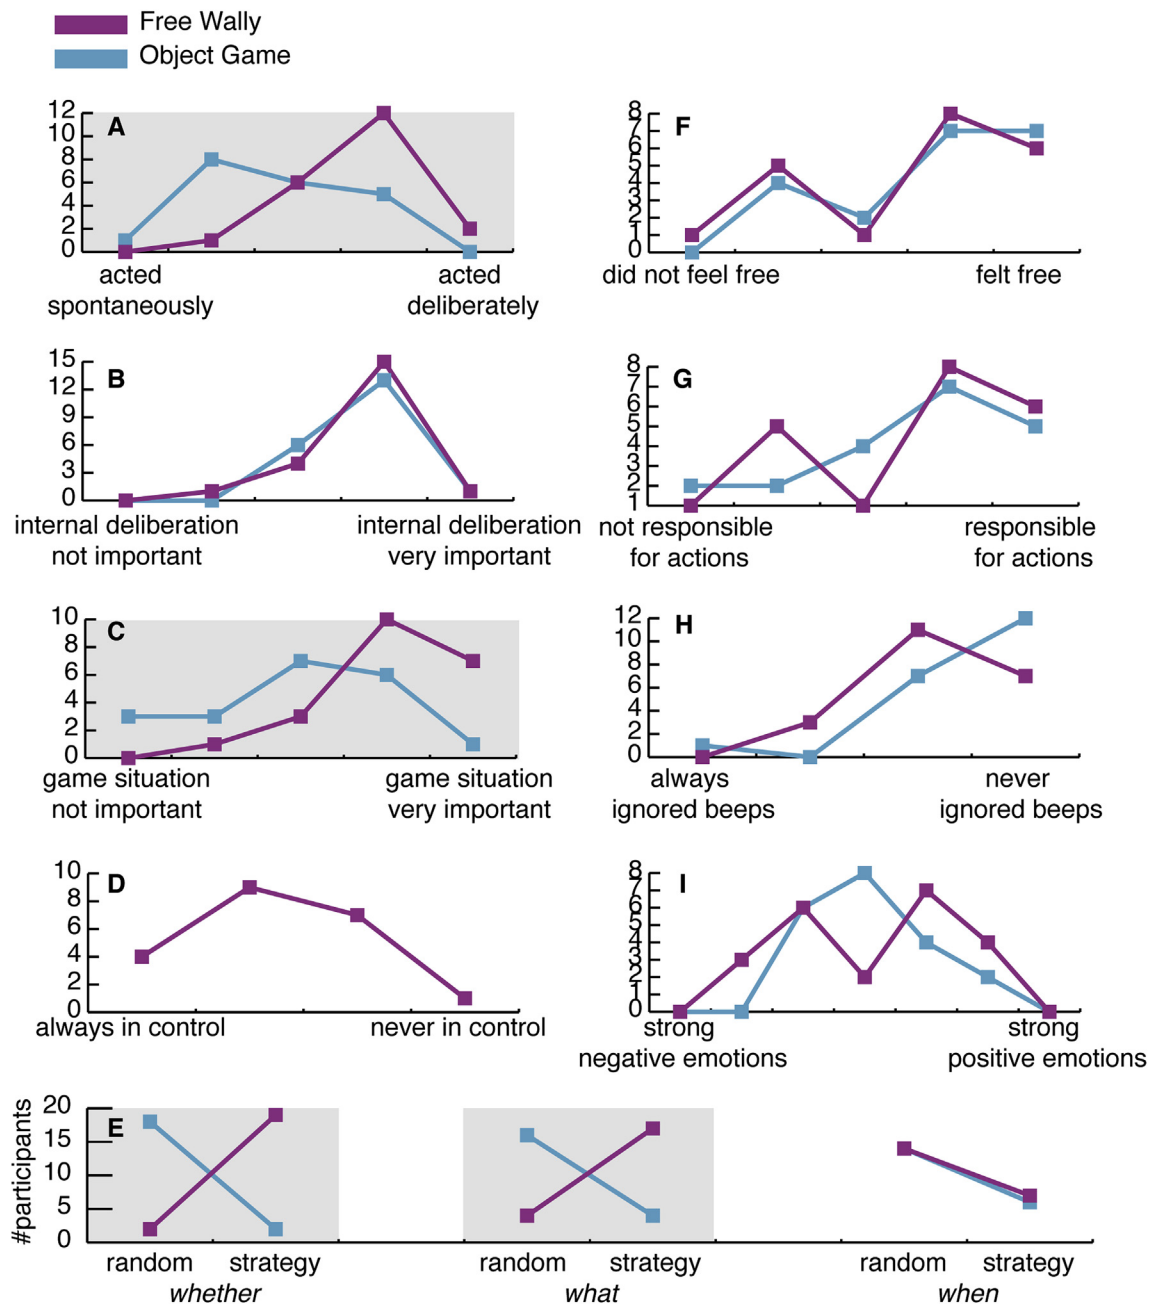 Free Wally
Object Game
A
12
10
8
6
4
2
0
acted
spontaneously
acted
deliberately
F
8
7
6
5
4
3
2
1
0
did not feel free
felt free
B
15
12
9
6
3
0
internal deliberation
not important
internal deliberation
very important
G
8
7
6
5
4
3
2
1
not responsible
for actions
responsible
for actions
C
10
8
6
4
2
0
game situation
not important
game situation
very important
H
12
10
8
6
4
2
0
always
ignored beeps
never
ignored beeps
D
10
8
6
4
2
0
always in control
never in control
I
8
7
6
5
4
3
2
1
0
strong
negative emotions
strong
positive emotions
E
#participants
20
15
10
5
0
random strategy
whether
random strategy
what
random strategy
when